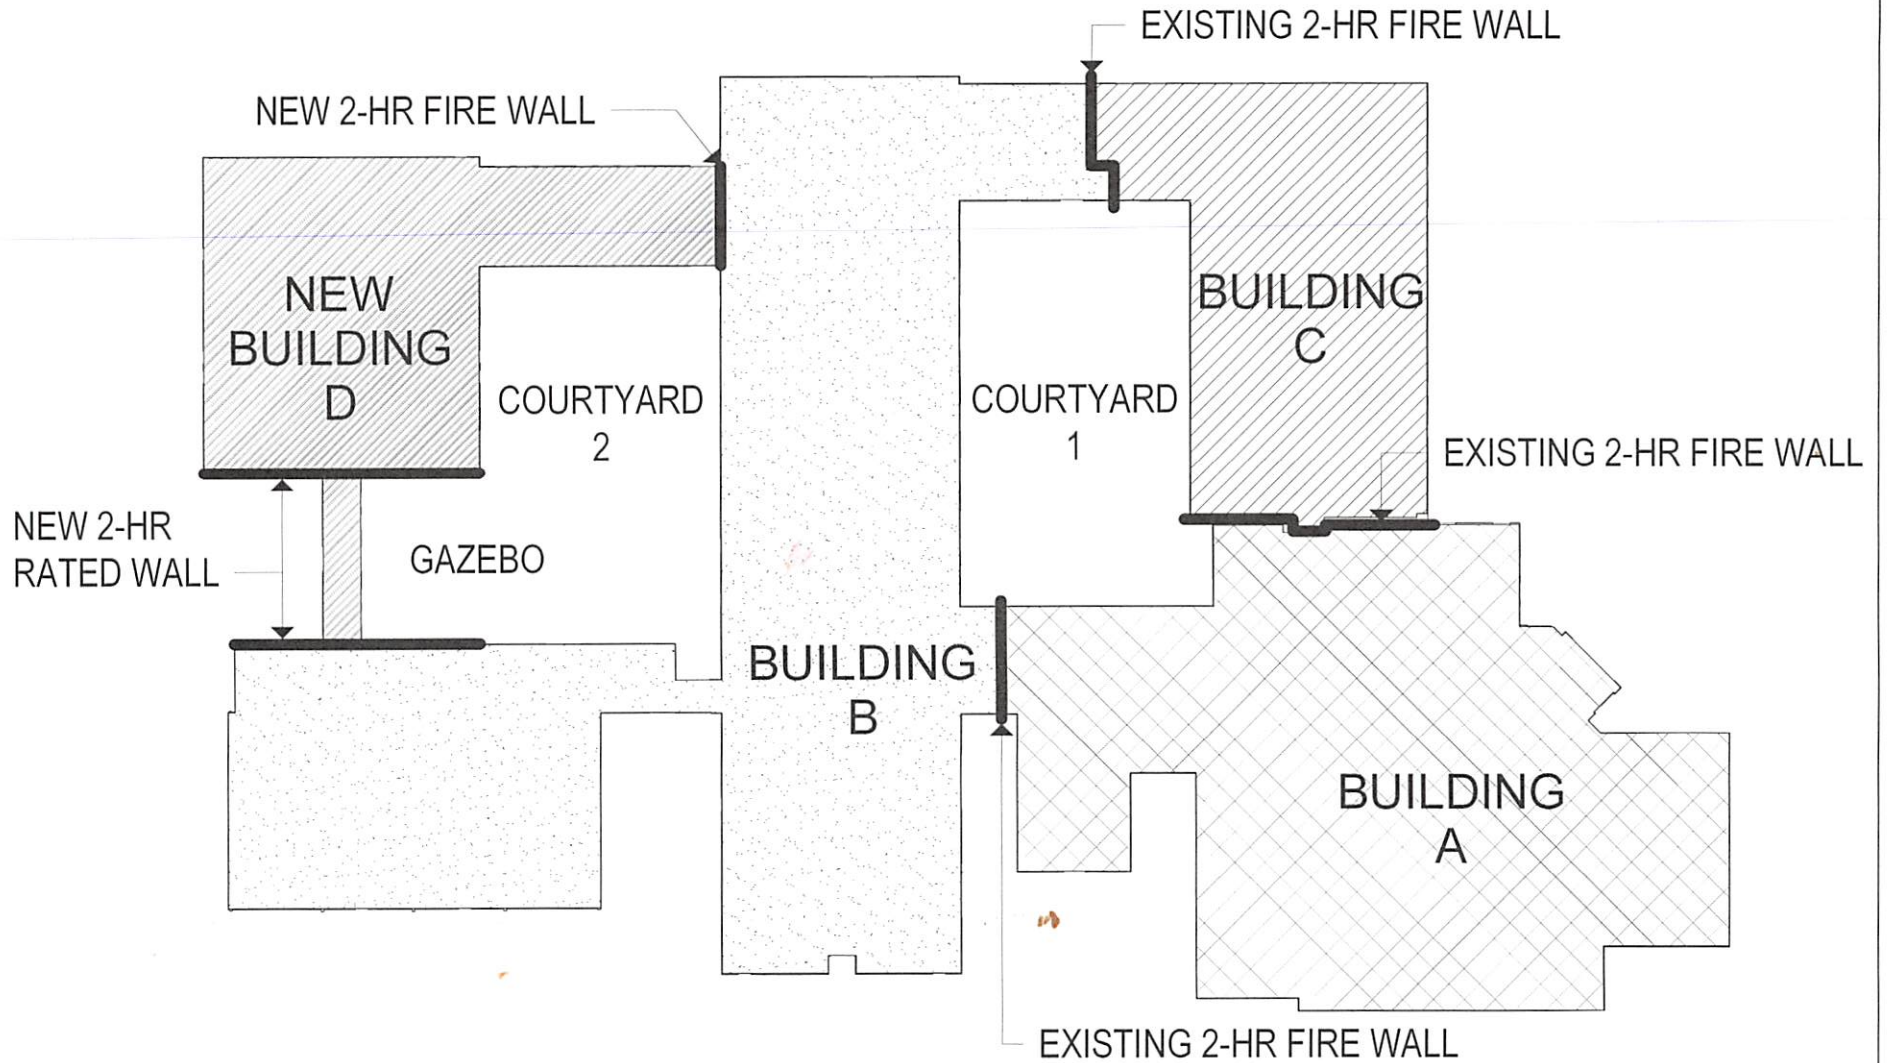 EXISTING 2-HR FIRE WALL
NEW 2-HR FIRE WALL
NEW
BUILDING
D
COURTYARD
2
COURTYARD
1
BUILDING
C
EXISTING 2-HR FIRE WALL
NEW 2-HR
RATED WALL
GAZEBO
BUILDING
B
BUILDING
A
EXISTING 2-HR FIRE WALL